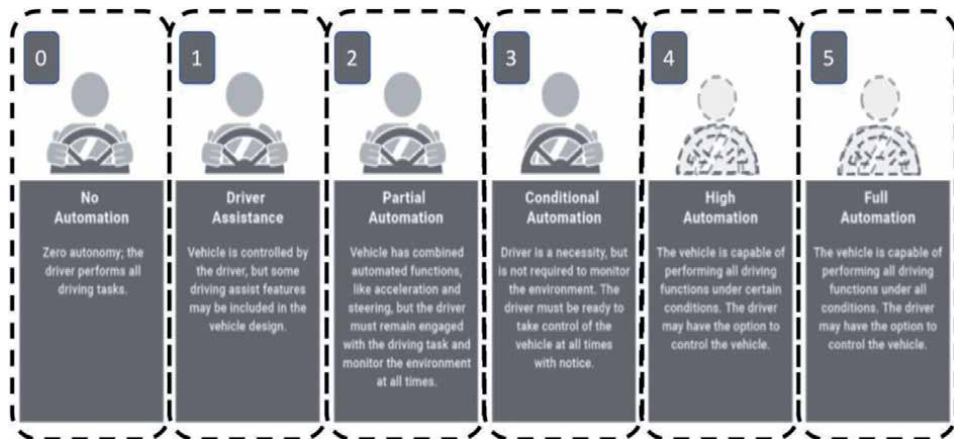 0
No
Automation
Zero autonomy; the
driver performs all
driving tasks.
1
Driver
Assistance
Vehicle is controlled by
the driver, but some
driving assist features
may be included in the
vehicle design.
2
Partial
Automation
Vehicle has combined
automated functions,
like acceleration and
steering, but the driver
must remain engaged
with the driving task and
monitor the environment
at all times.
3
Conditional
Automation
Driver is a necessity, but
is not required to monitor
the environment. The
driver must be ready to
take control of the
vehicle at all times
with notice.
4
High
Automation
The vehicle is capable of
performing all driving
functions under certain
conditions. The driver
may have the option to
control the vehicle.
5
Full
Automation
The vehicle is capable of
performing all driving
functions under all
conditions. The driver
may have the option to
control the vehicle.